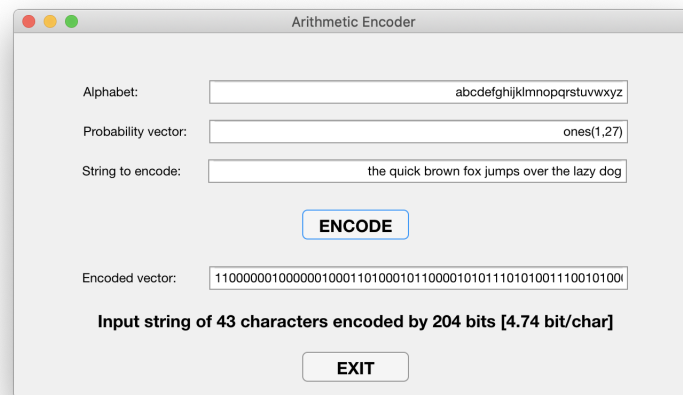 Arithmetic Encoder
Alphabet: abcdefghijklmnopqrstuvwxyz
Probability vector: ones(1,27)
String to encode: the quick brown fox jumps over the lazy dog
ENCODE
Encoded vector: 1100000010000001000110100010110000101011101010011100101000
Input string of 43 characters encoded by 204 bits [4.74 bit/char]
EXIT